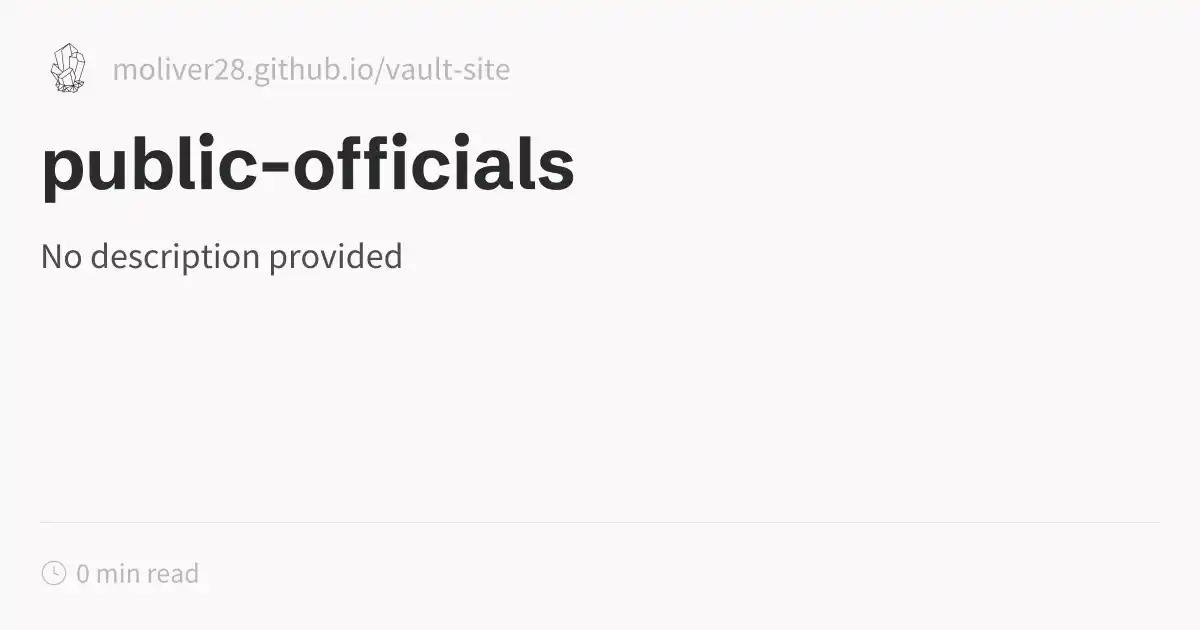 moliver28.github.io/vault-site
public-officials
No description provided
0 min read